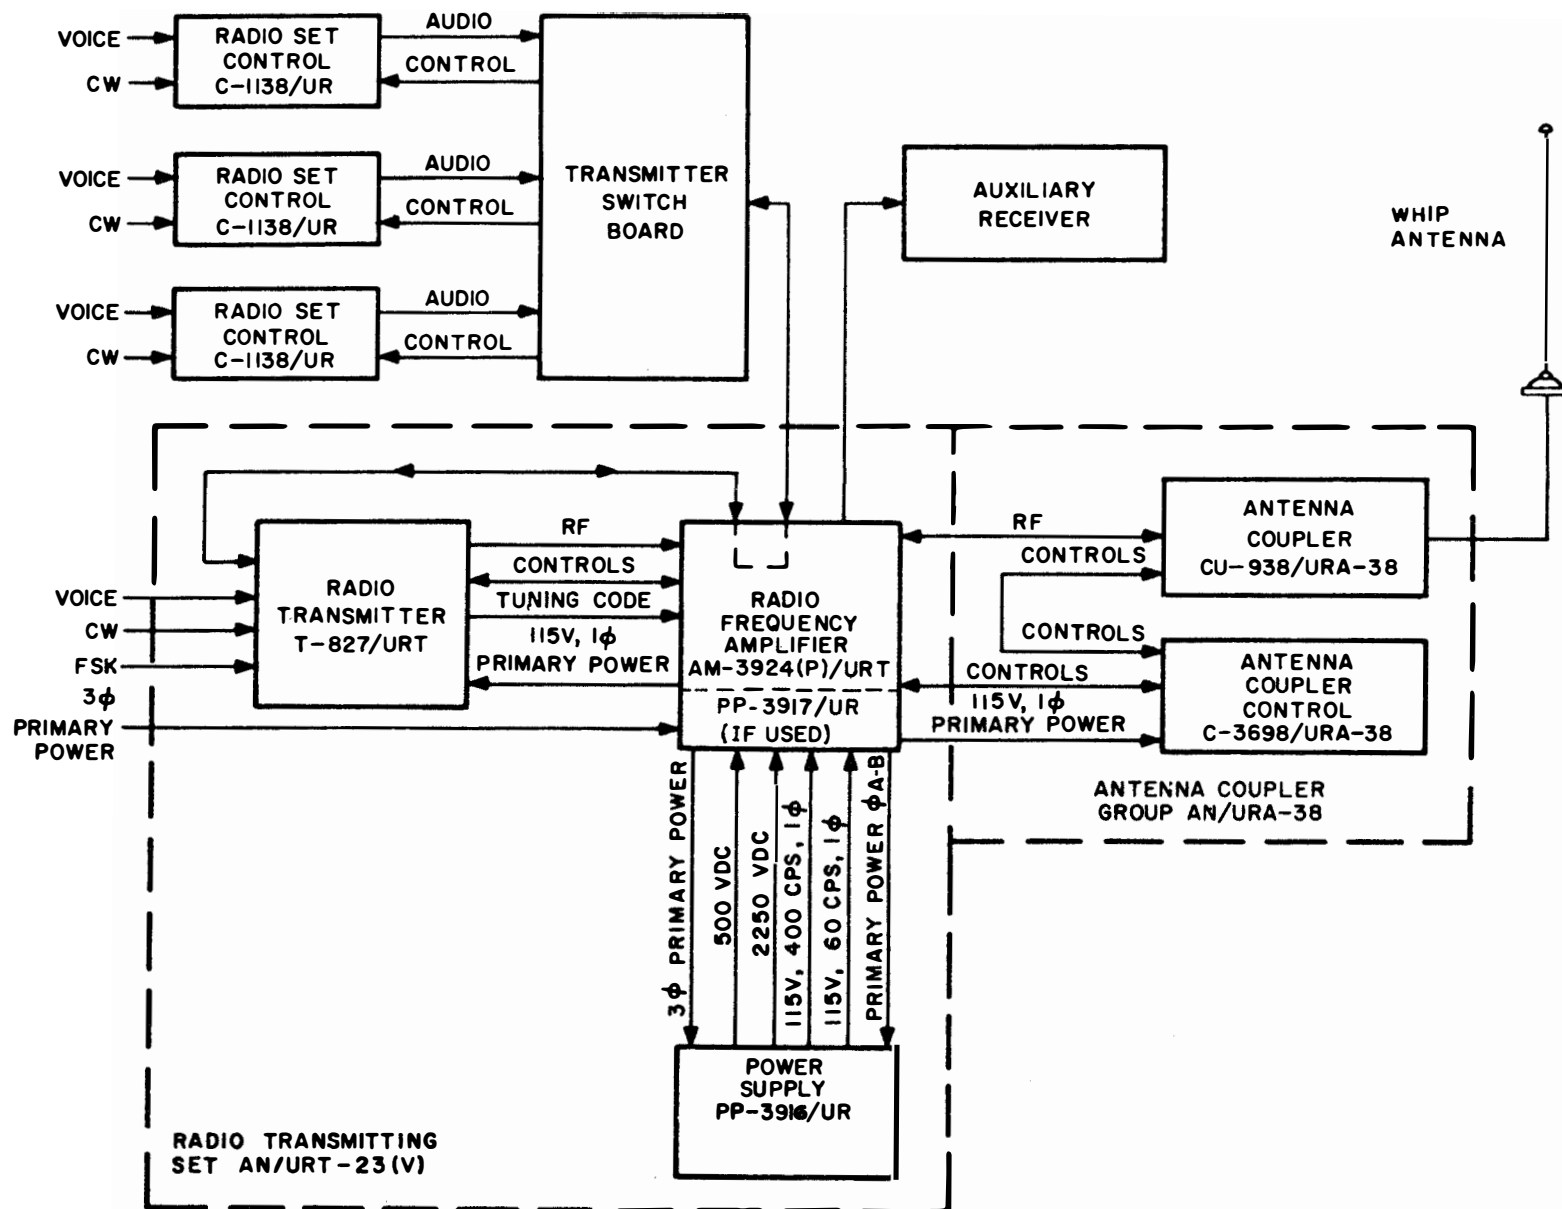 VOICE
CW
RADIO SET
CONTROL
C-1138/UR
AUDIO
CONTROL
VOICE
CW
RADIO SET
CONTROL
C-1138/UR
AUDIO
CONTROL
VOICE
CW
RADIO SET
CONTROL
C-1138/UR
AUDIO
CONTROL
TRANSMITTER
SWITCH
BOARD
AUXILIARY
RECEIVER
WHIP
ANTENNA
VOICE
CW
FSK
3ϕ
PRIMARY
POWER
RADIO
TRANSMITTER
T-827/URT
RF
CONTROLS
TUNING CODE
115V, 1ϕ
PRIMARY POWER
RADIO
FREQUENCY
AMPLIFIER
AM-3924(P)/URT
PP-3917/UR
(IF USED)
RF
CONTROLS
CONTROLS
CONTROLS
115V, 1ϕ
PRIMARY POWER
ANTENNA
COUPLER
CU-938/URA-38
ANTENNA
COUPLER
CONTROL
C-3698/URA-38
ANTENNA COUPLER
GROUP AN/URA-38
3ϕ PRIMARY POWER
500 VDC
2250 VDC
115V, 400 CPS, 1ϕ
115V, 60 CPS, 1ϕ
PRIMARY POWER ϕA-B
POWER
SUPPLY
PP-3916/UR
RADIO TRANSMITTING
SET AN/URT-23(V)